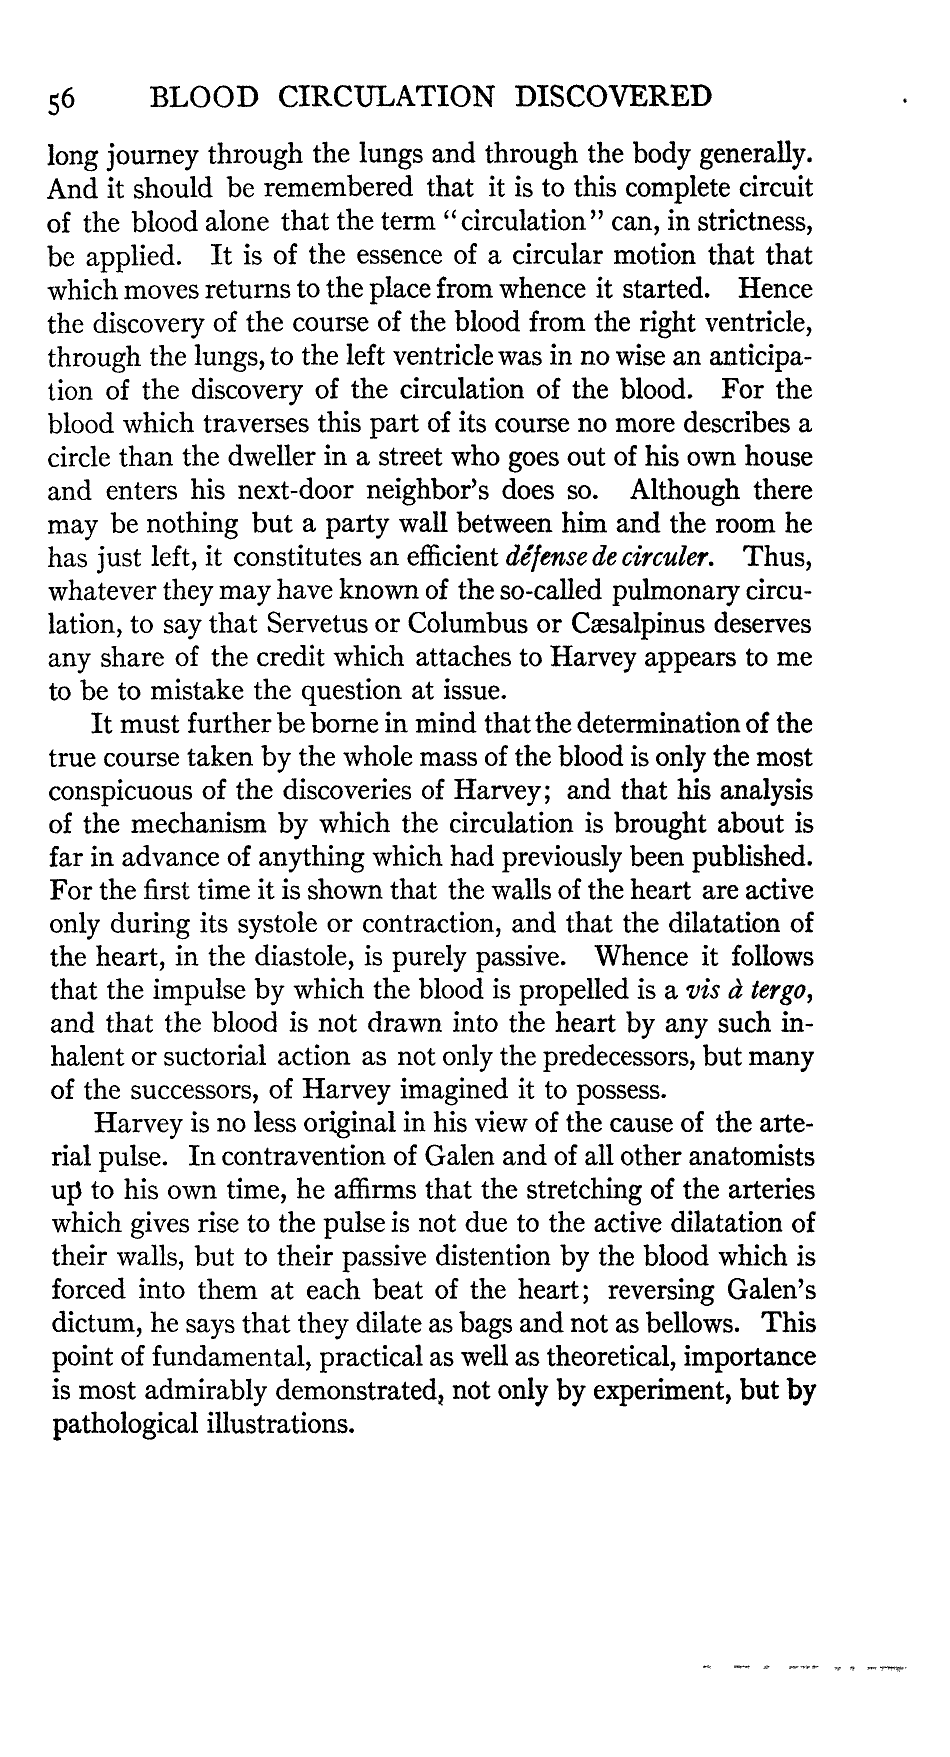 56 BLOOD CIRCULATION DISCOVERED
long journey through the lungs and through the body generally.
And it should be remembered that it is to this complete circuit
of the blood alone that the term “circulation” can, in strictness,
be applied. It is of the essence of a circular motion that that
which moves returns to the place from whence it started. Hence
the discovery of the course of the blood from the right ventricle,
through the lungs, to the left ventricle was in no wise an anticipa-
tion of the discovery of the circulation of the blood. For the
blood which traverses this part of its course no more describes a
circle than the dweller in a street who goes out of his own house
and enters his next-door neighbor's does so. Although there
may be nothing but a party wall between him and the room he
has just left, it constitutes an efficient défense de circuler. Thus,
whatever they may have known of the so-called pulmonary circu-
lation, to say that Servetus or Columbus or Cæsalpinus deserves
any share of the credit which attaches to Harvey appears to me
to be to mistake the question at issue.
It must further be borne in mind that the determination of the
true course taken by the whole mass of the blood is only the most
conspicuous of the discoveries of Harvey; and that his analysis
of the mechanism by which the circulation is brought about is
far in advance of anything which had previously been published.
For the first time it is shown that the walls of the heart are active
only during its systole or contraction, and that the dilatation of
the heart, in the diastole, is purely passive. Whence it follows
that the impulse by which the blood is propelled is a vis à tergo,
and that the blood is not drawn into the heart by any such in-
halent or suctorial action as not only the predecessors, but many
of the successors, of Harvey imagined it to possess.
Harvey is no less original in his view of the cause of the arte-
rial pulse. In contravention of Galen and of all other anatomists
up to his own time, he affirms that the stretching of the arteries
which gives rise to the pulse is not due to the active dilatation of
their walls, but to their passive distention by the blood which is
forced into them at each beat of the heart; reversing Galen's
dictum, he says that they dilate as bags and not as bellows. This
point of fundamental, practical as well as theoretical, importance
is most admirably demonstrated, not only by experiment, but by
pathological illustrations.